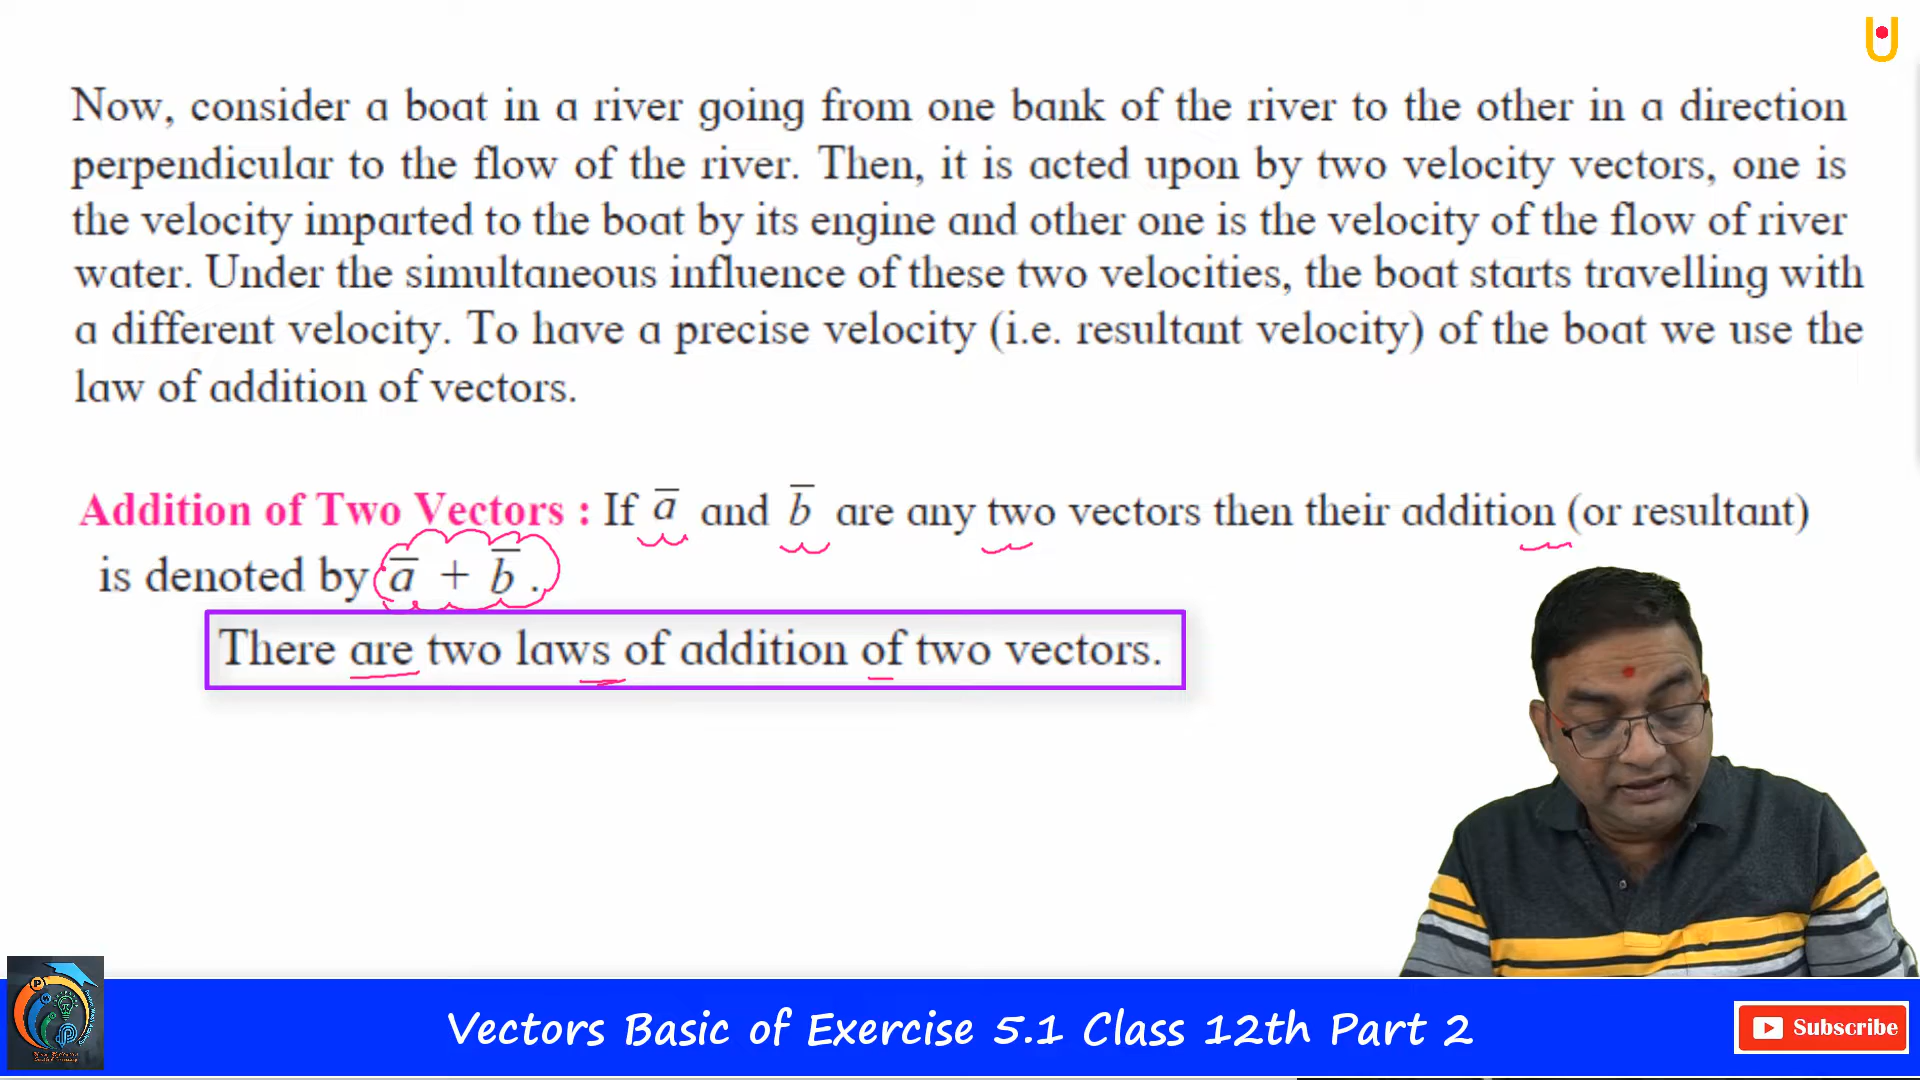 Now, consider a boat in a river going from one bank of the river to the other in a direction
perpendicular to the flow of the river. Then, it is acted upon by two velocity vectors, one is
the velocity imparted to the boat by its engine and other one is the velocity of the flow of river
water. Under the simultaneous influence of these two velocities, the boat starts travelling with
a different velocity. To have a precise velocity (i.e. resultant velocity) of the boat we use the
law of addition of vectors.
Addition of Two Vectors : If a̅ and b̅ are any two vectors then their addition (or resultant)
is denoted by a̅ + b̅ .
There are two laws of addition of two vectors.
Vectors Basic of Exercise 5.1 Class 12th Part 2
Subscribe